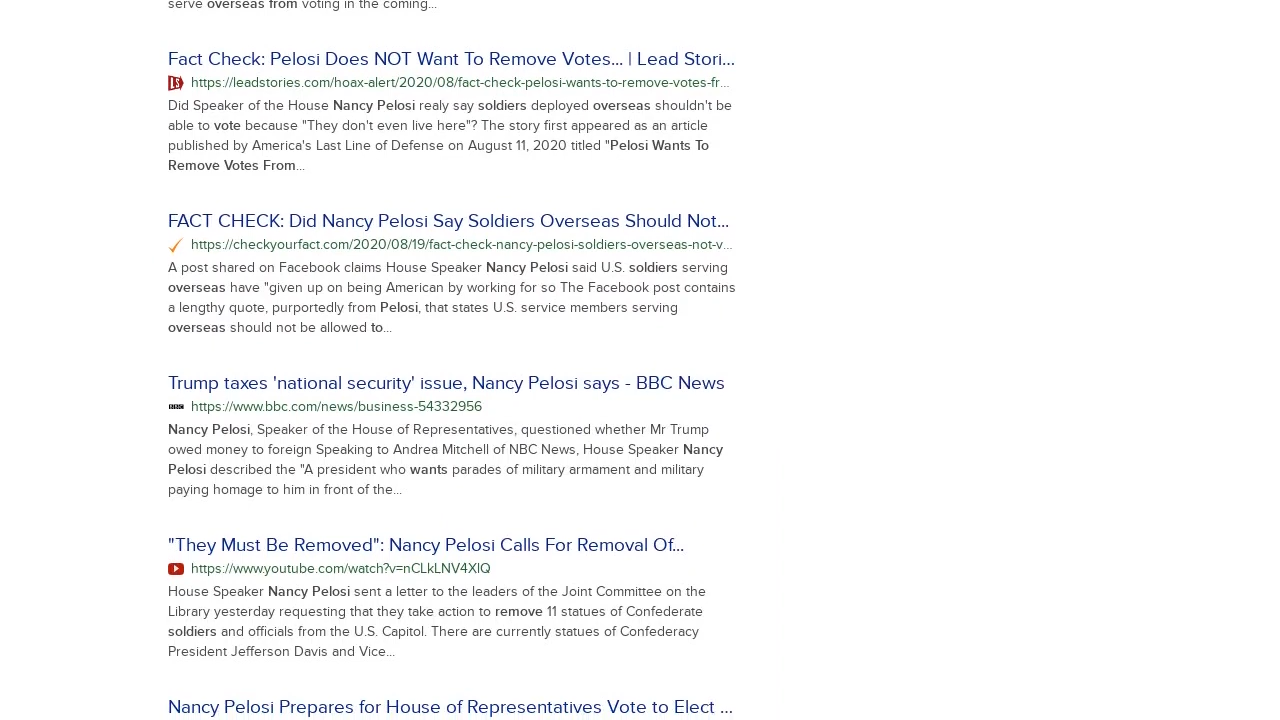 serve overseas from voting in the coming...
Fact Check: Pelosi Does NOT Want To Remove Votes... | Lead Stori...
https://leadstories.com/hoax-alert/2020/08/fact-check-pelosi-wants-to-remove-votes-fr...
Did Speaker of the House Nancy Pelosi realy say soldiers deployed overseas shouldn't be
able to vote because "They don't even live here"? The story first appeared as an article
published by America's Last Line of Defense on August 11, 2020 titled "Pelosi Wants To
Remove Votes From...
FACT CHECK: Did Nancy Pelosi Say Soldiers Overseas Should Not...
https://checkyourfact.com/2020/08/19/fact-check-nancy-pelosi-soldiers-overseas-not-v...
A post shared on Facebook claims House Speaker Nancy Pelosi said U.S. soldiers serving
overseas have "given up on being American by working for so The Facebook post contains
a lengthy quote, purportedly from Pelosi, that states U.S. service members serving
overseas should not be allowed to...
Trump taxes 'national security' issue, Nancy Pelosi says - BBC News
BBC https://www.bbc.com/news/business-54332956
Nancy Pelosi, Speaker of the House of Representatives, questioned whether Mr Trump
owed money to foreign Speaking to Andrea Mitchell of NBC News, House Speaker Nancy
Pelosi described the "A president who wants parades of military armament and military
paying homage to him in front of the...
"They Must Be Removed": Nancy Pelosi Calls For Removal Of...
https://www.youtube.com/watch?v=nCLkLNV4XlQ
House Speaker Nancy Pelosi sent a letter to the leaders of the Joint Committee on the
Library yesterday requesting that they take action to remove 11 statues of Confederate
soldiers and officials from the U.S. Capitol. There are currently statues of Confederacy
President Jefferson Davis and Vice...
Nancy Pelosi Prepares for House of Representatives Vote to Elect ...